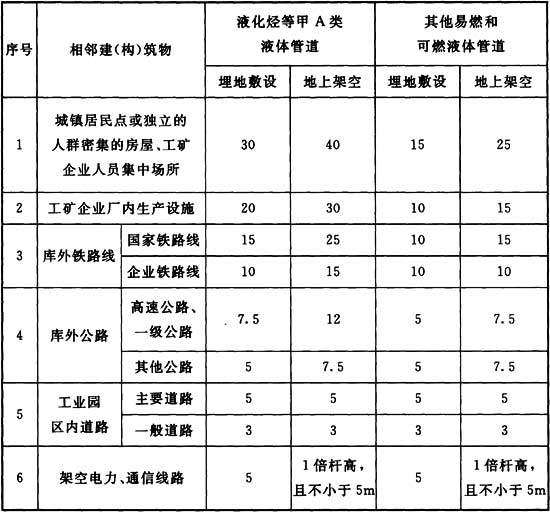 序号 相邻建(构)筑物 液化烃等甲A类液体管道 其他易燃和可燃液体管道
埋地敷设 地上架空 埋地敷设 地上架空
1 城镇居民点或独立的人群密集的房屋、工矿企业人员集中场所 30 40 15 25
2 工矿企业厂内生产设施 20 30 10 15
3 库外铁路线 国家铁路线 15 25 10 15
企业铁路线 10 15 10 10
4 库外公路 高速公路、一级公路 7.5 12 5 7.5
其他公路 5 7.5 5 7.5
5 工业园区内道路 主要道路 5 5 5 5
一般道路 3 3 3 3
6 架空电力、通信线路 5 1倍杆高,且不小于5m 5 1倍杆高,且不小于5m